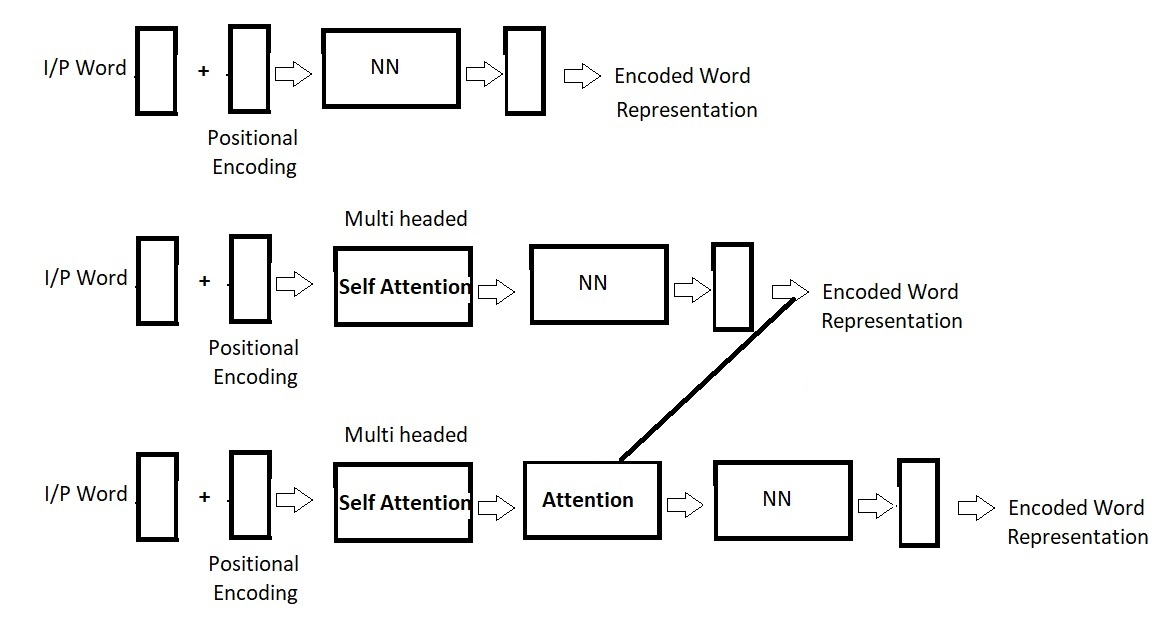 I/P Word
+
NN
Encoded Word
Representation
Positional
Encoding
Multi headed
I/P Word
+
Self Attention
NN
Encoded Word
Representation
Positional
Encoding
Multi headed
I/P Word
+
Self Attention
Attention
NN
Encoded Word
Representation
Positional
Encoding